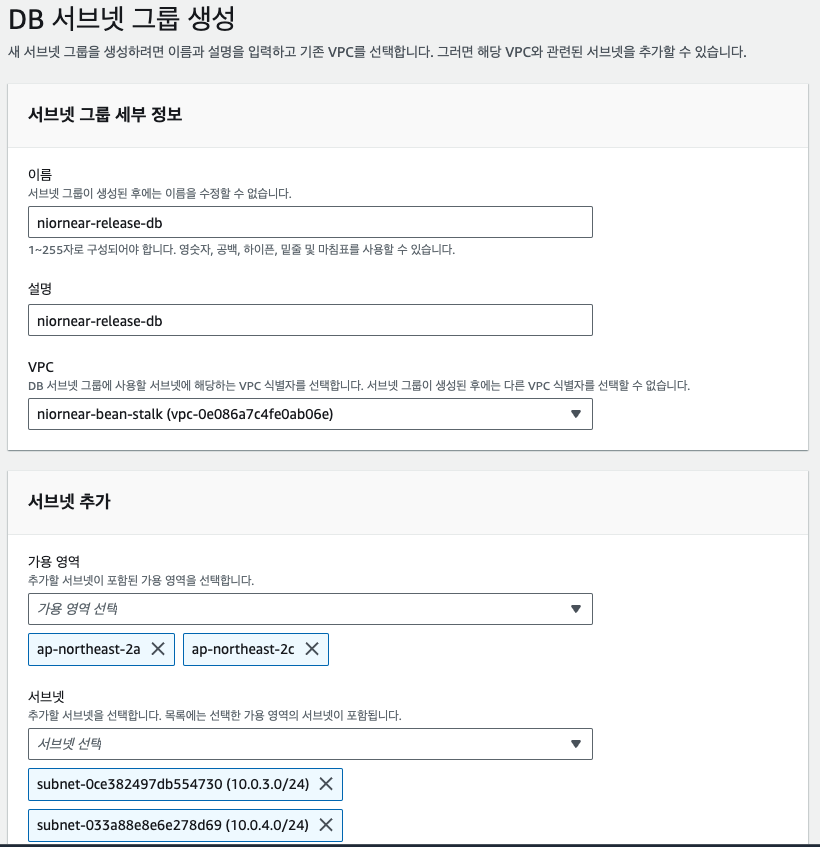 DB 서브넷 그룹 생성
새 서브넷 그룹을 생성하려면 이름과 설명을 입력하고 기존 VPC를 선택합니다. 그러면 해당 VPC와 관련된 서브넷을 추가할 수 있습니다.
서브넷 그룹 세부 정보
이름
서브넷 그룹이 생성된 후에는 이름을 수정할 수 없습니다.
niornear-release-db
1~255자로 구성되어야 합니다. 영숫자, 공백, 하이픈, 밑줄 및 마침표를 사용할 수 있습니다.
설명
niornear-release-db
VPC
DB 서브넷 그룹에 사용할 서브넷에 해당하는 VPC 식별자를 선택합니다. 서브넷 그룹이 생성된 후에는 다른 VPC 식별자를 선택할 수 없습니다.
niornear-bean-stalk (vpc-0e086a7c4fe0ab06e)
서브넷 추가
가용 영역
추가할 서브넷이 포함된 가용 영역을 선택합니다.
가용 영역 선택
ap-northeast-2a ap-northeast-2c
서브넷
추가할 서브넷을 선택합니다. 목록에는 선택한 가용 영역의 서브넷이 포함됩니다.
서브넷 선택
subnet-0ce382497db554730 (10.0.3.0/24)
subnet-033a88e8e6e278d69 (10.0.4.0/24)